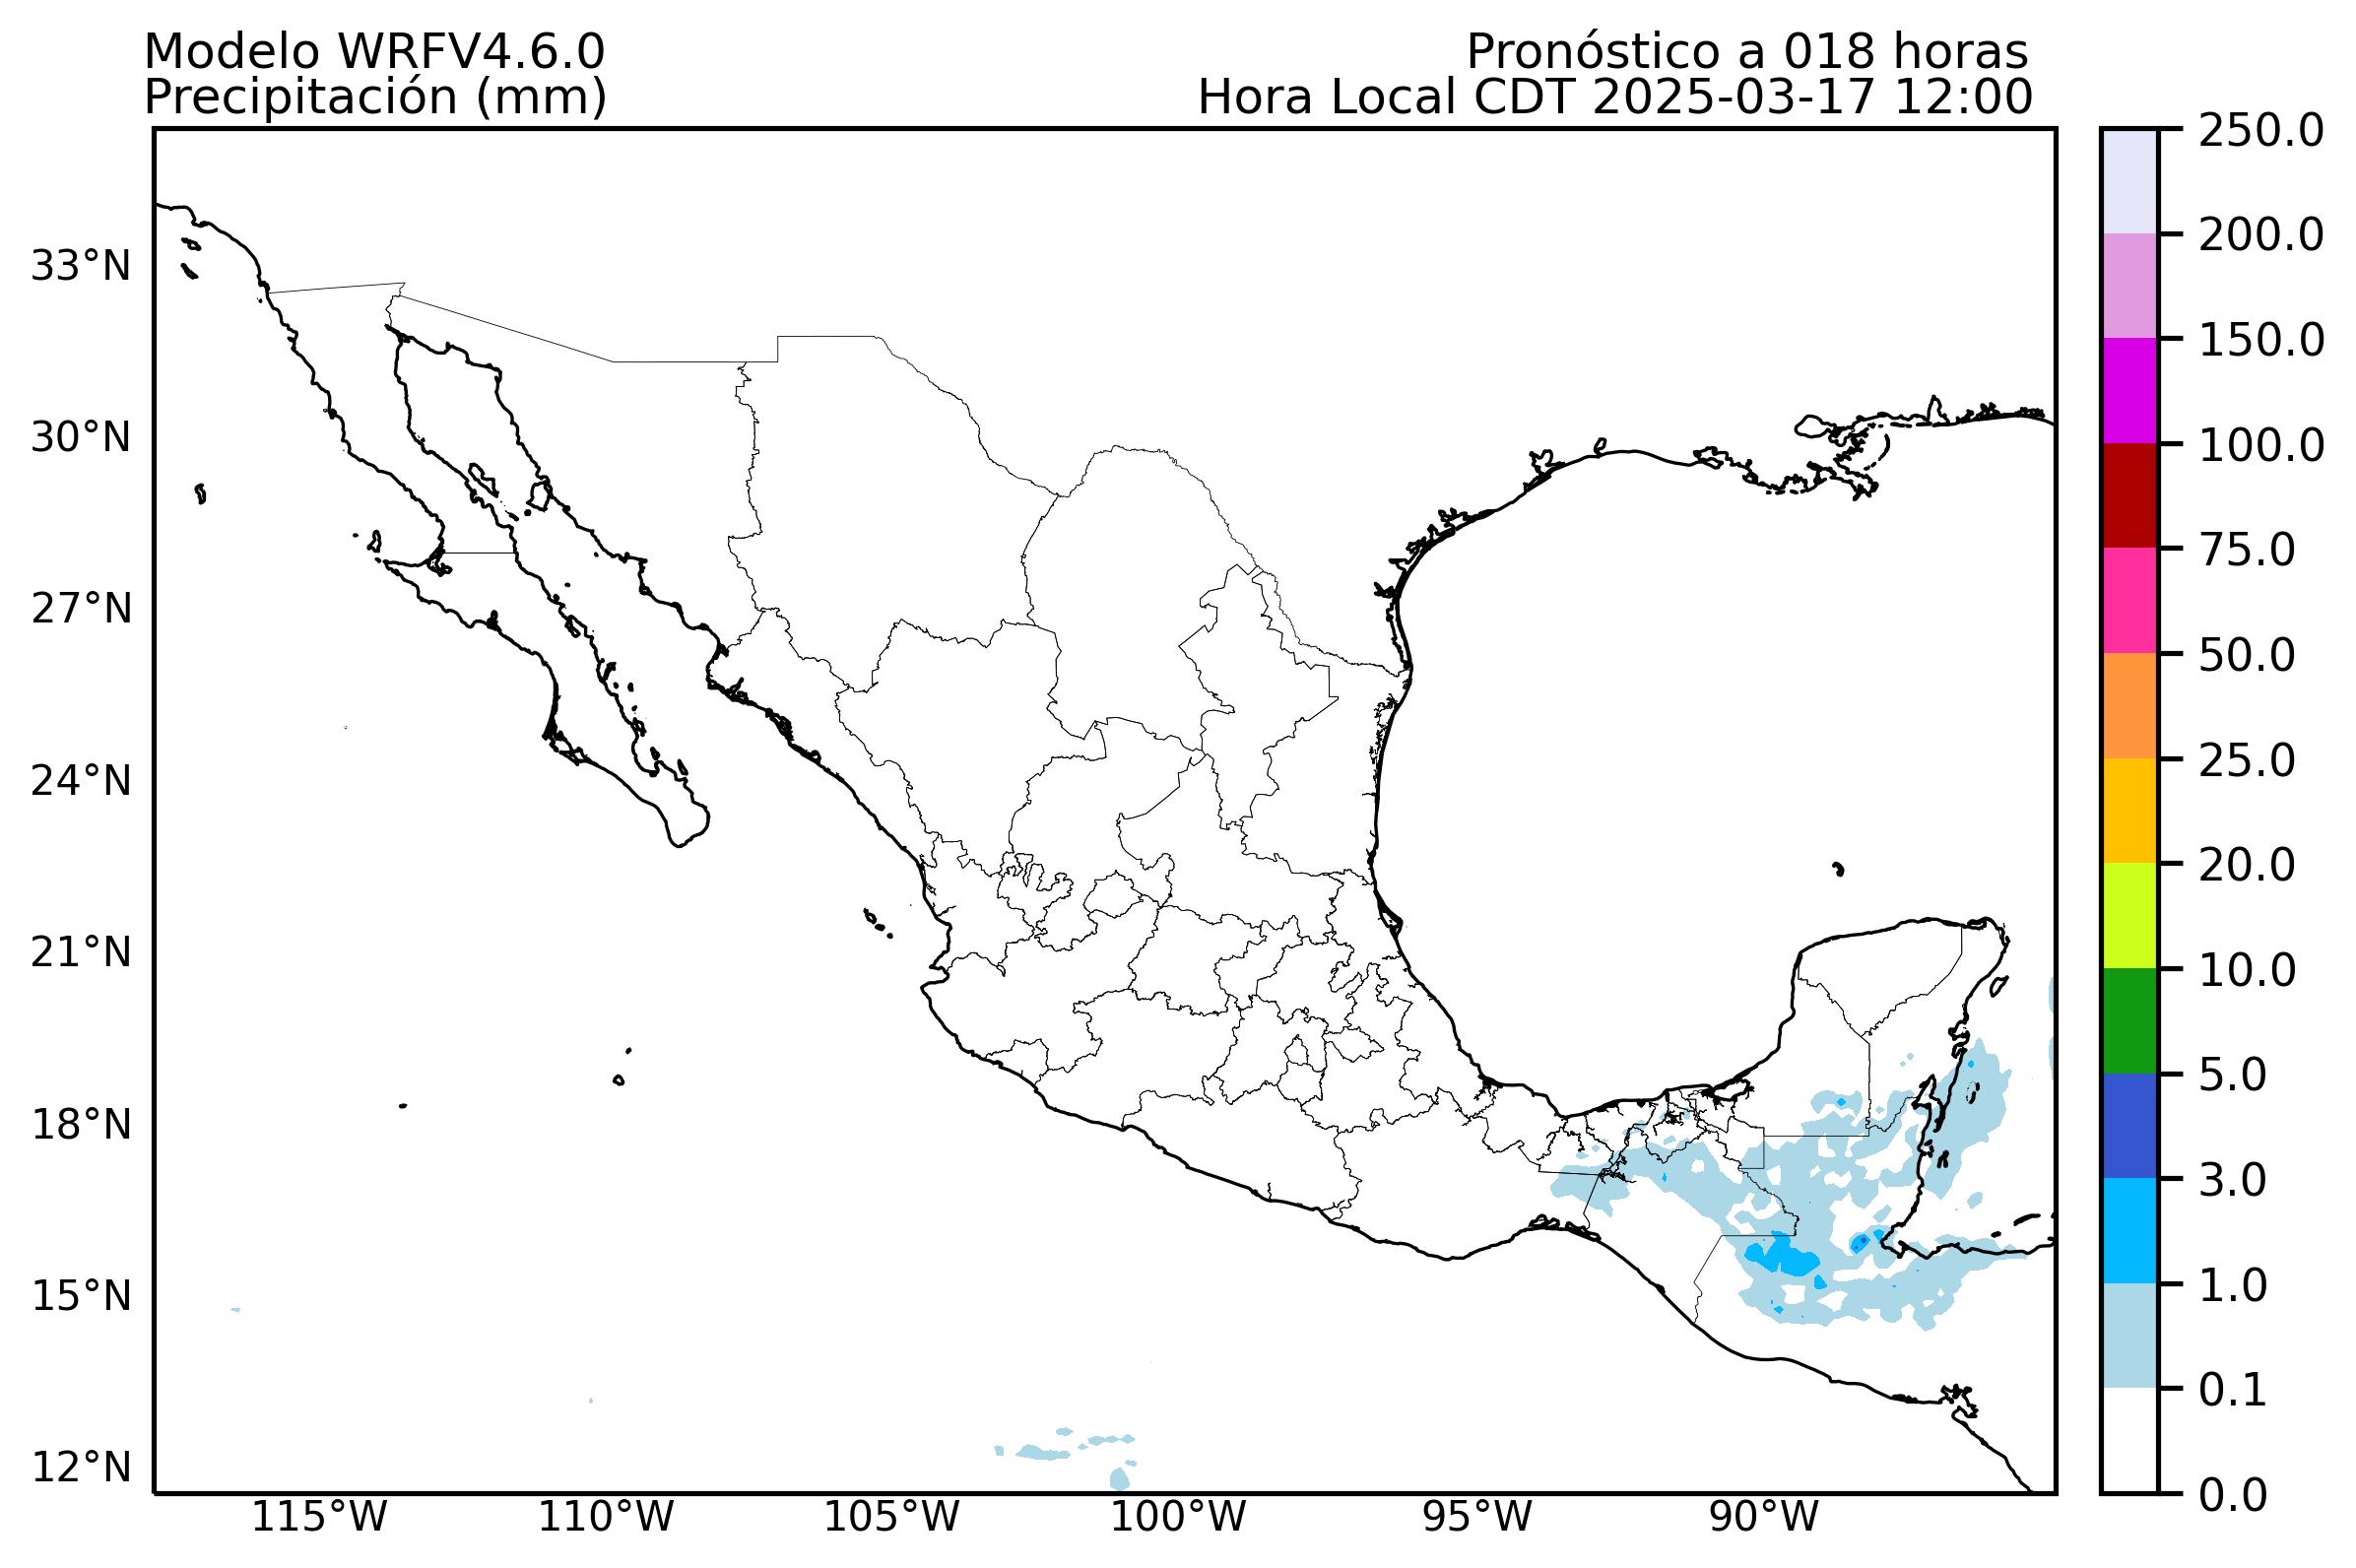 Modelo WRFV4.6.0
Precipitación (mm)
Pronóstico a 018 horas
Hora Local CDT 2025-03-17 12:00
33°N
30°N
27°N
24°N
21°N
18°N
15°N
12°N
115°W
110°W
105°W
100°W
95°W
90°W
250.0
200.0
150.0
100.0
75.0
50.0
25.0
20.0
10.0
5.0
3.0
1.0
0.1
0.0